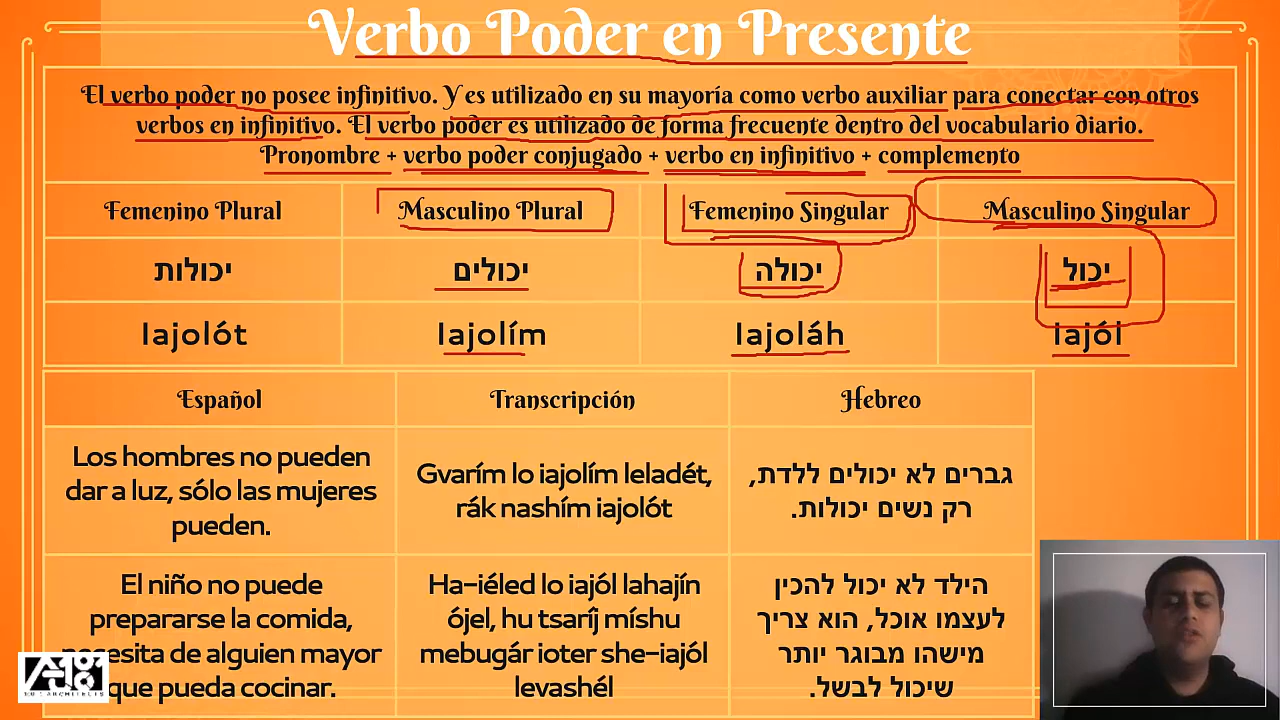 Verbo Poder en Presente
El verbo poder no posee infinitivo. Y es utilizado en su mayoría como verbo auxiliar para conectar con otros
verbos en infinitivo. El verbo poder es utilizado de forma frecuente dentro del vocabulario diario.
Pronombre + verbo poder conjugado + verbo en infinitivo + complemento
Femenino Plural
Masculino Plural
Femenino Singular
Masculino Singular
יכולות
יכולים
יכולה
יכול
Iajolót
Iajolím
Iajoláh
Iajól
Español
Transcripción
Hebreo
Los hombres no pueden
dar a luz, sólo las mujeres
pueden.
Gvarím lo iajolím leladét,
rák nashím iajolót
גברים לא יכולים ללדת,
רק נשים יכולות.
El niño no puede
prepararse la comida,
necesita de alguien mayor
que pueda cocinar.
Ha-iéled lo iajól lahajín
ójel, hu tsaríj míshu
mebugár ioter she-iajól
levashél
הילד לא יכול להכין
לעצמו אוכל, הוא צריך
מישהו מבוגר יותר
שיכול לבשל.